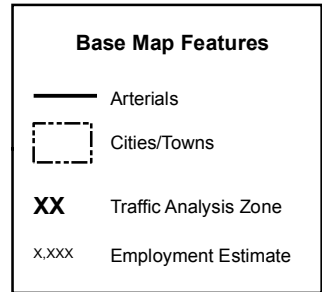 Base Map Features
Arterials
Cities/Towns
XX Traffic Analysis Zone
X,XXX Employment Estimate